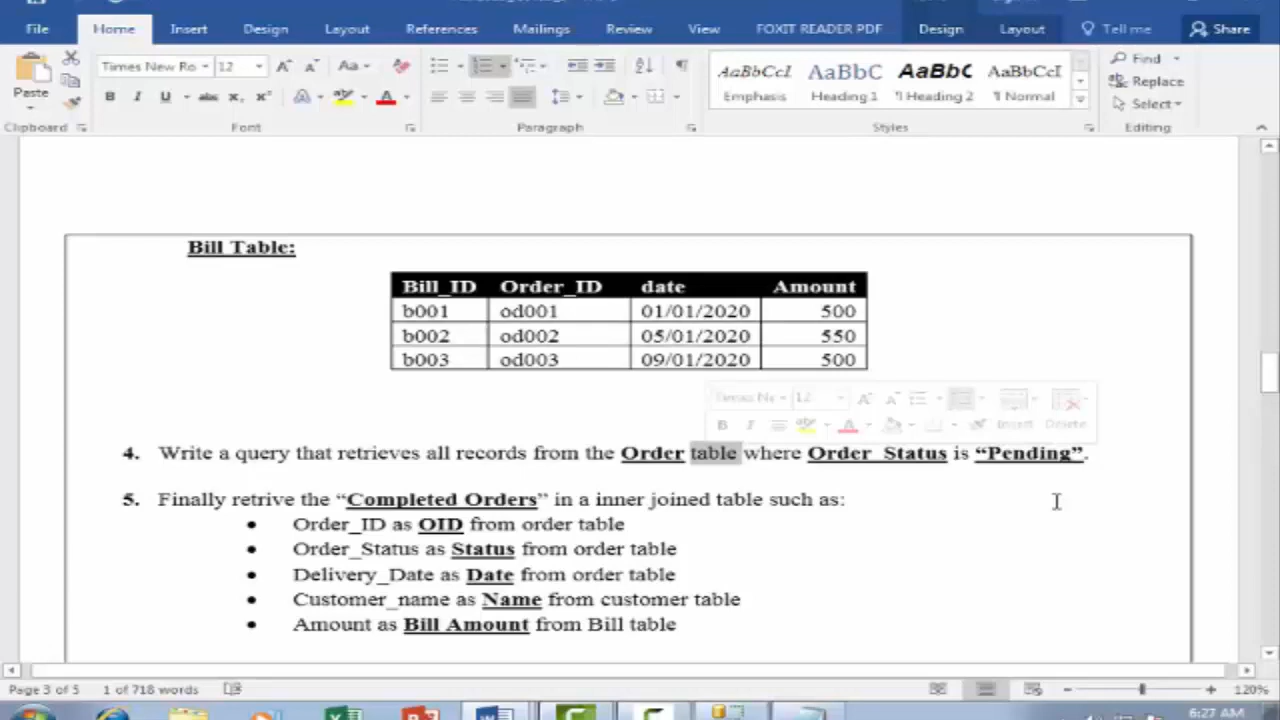 File Home Insert Design Layout References Mailings Review View FOXIT READER PDF Design Layout Tell me Share
Times New Ro 12 Aa AaBbCcI AaBbC AaBbC AaBbCcI Find
Paste B I U abc x, x² A Emphasis Heading 1 ¶ Heading 2 ¶ Normal Replace
Select
Clipboard Font Paragraph Styles Editing
Bill Table:
Bill_ID Order_ID date Amount
b001 od001 01/01/2020 500
b002 od002 05/01/2020 550
b003 od003 09/01/2020 500
12
B I Insert Delete
4. Write a query that retrieves all records from the Order table where Order_Status is “Pending”.
5. Finally retrive the “Completed Orders” in a inner joined table such as:
• Order_ID as OID from order table
• Order_Status as Status from order table
• Delivery_Date as Date from order table
• Customer_name as Name from customer table
• Amount as Bill Amount from Bill table
Page 3 of 5 1 of 718 words 120%
6:27 AM